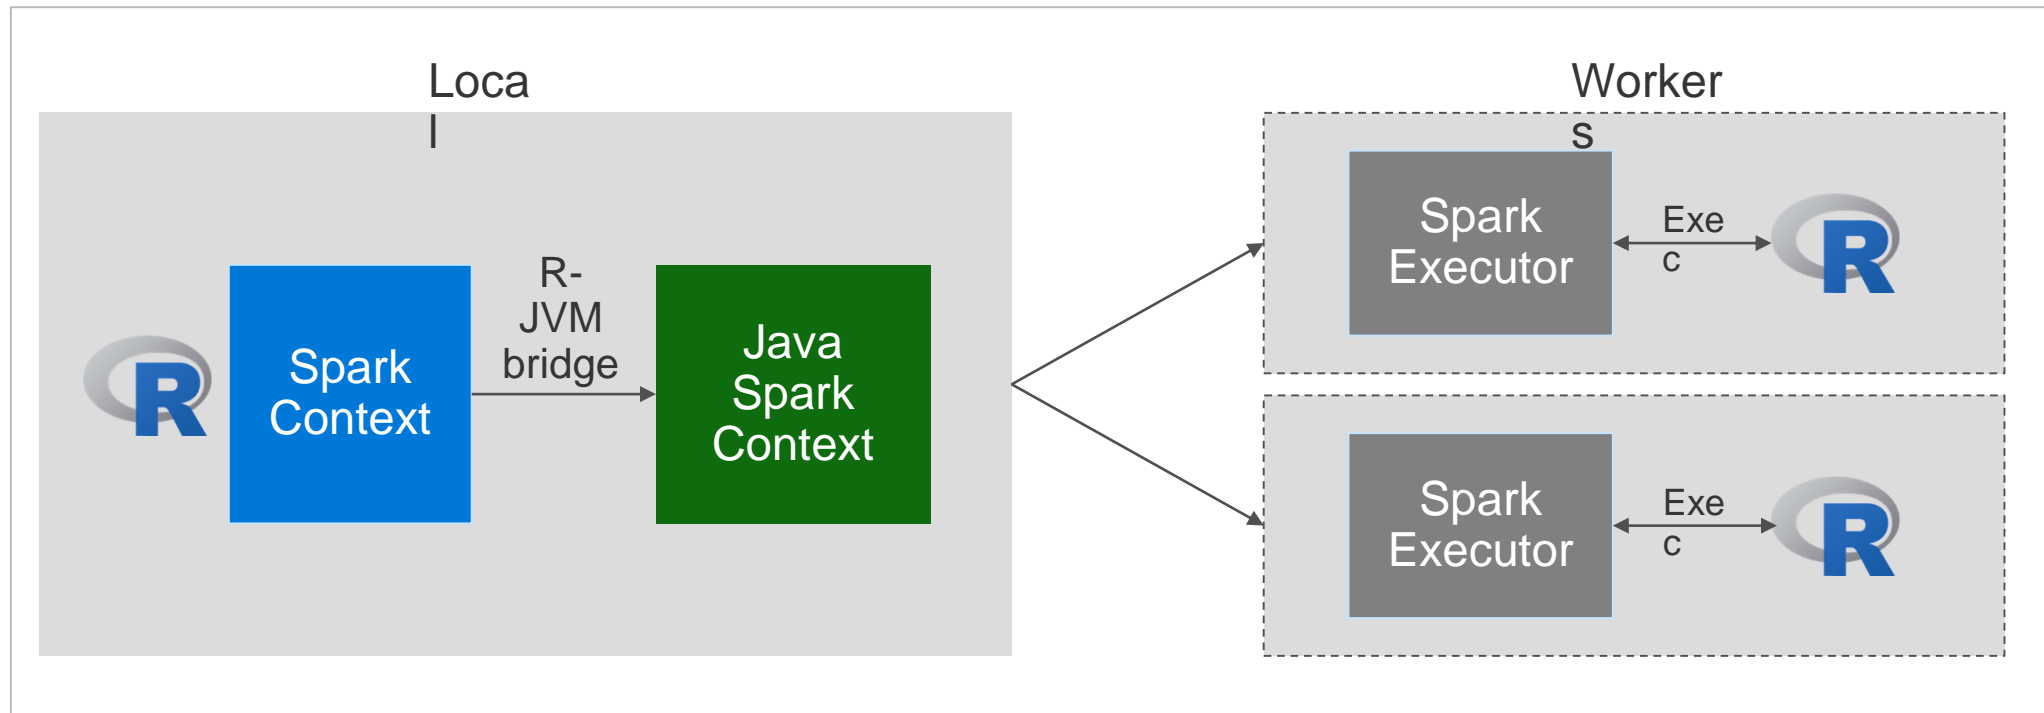 Loca
l
R
Spark
Context
R-
JVM
bridge
Java
Spark
Context
Worker
s
Spark
Executor
Exe
c
R
Spark
Executor
Exe
c
R